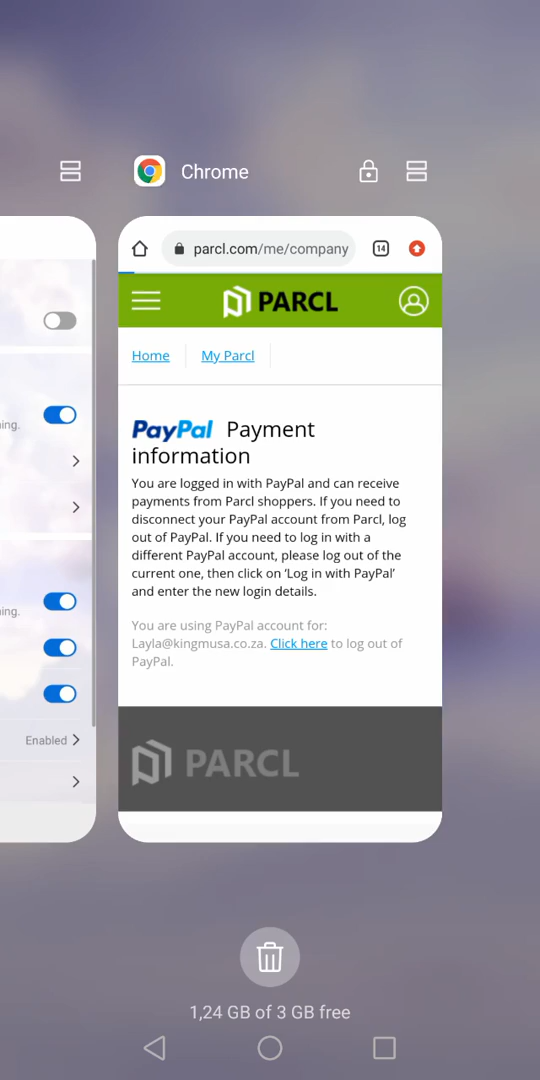 Chrome
parcl.com/me/company
14
PARCL
Home
My Parcl
ning.
PayPal Payment
information
You are logged in with PayPal and can receive
payments from Parcl shoppers. If you need to
disconnect your PayPal account from Parcl, log
out of PayPal. If you need to log in with a
different PayPal account, please log out of the
current one, then click on ‘Log in with PayPal’
and enter the new login details.
ning.
You are using PayPal account for:
Layla@kingmusa.co.za. Click here to log out of
PayPal.
Enabled
PARCL
1,24 GB of 3 GB free